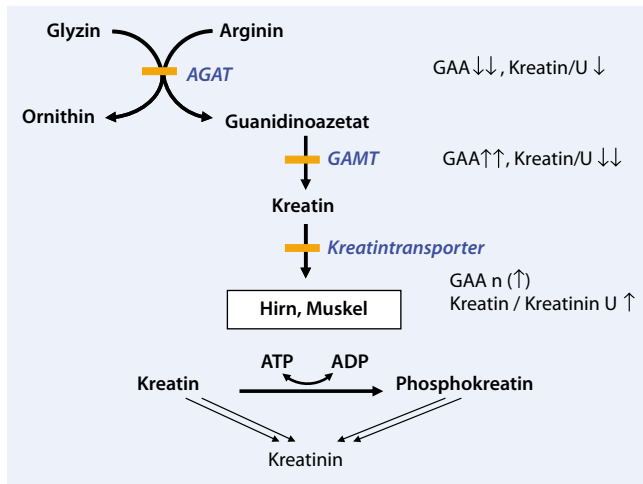 Glyzin
Arginin
AGAT
GAA ↓↓, Kreatin/U ↓
Ornithin
Guanidinoazetat
GAMT
GAA↑↑, Kreatin/U ↓↓
Kreatin
Kreatintransporter
GAA n (↑)
Kreatin / Kreatinin U ↑
Hirn, Muskel
ATP
ADP
Kreatin
Phosphokreatin
Kreatinin